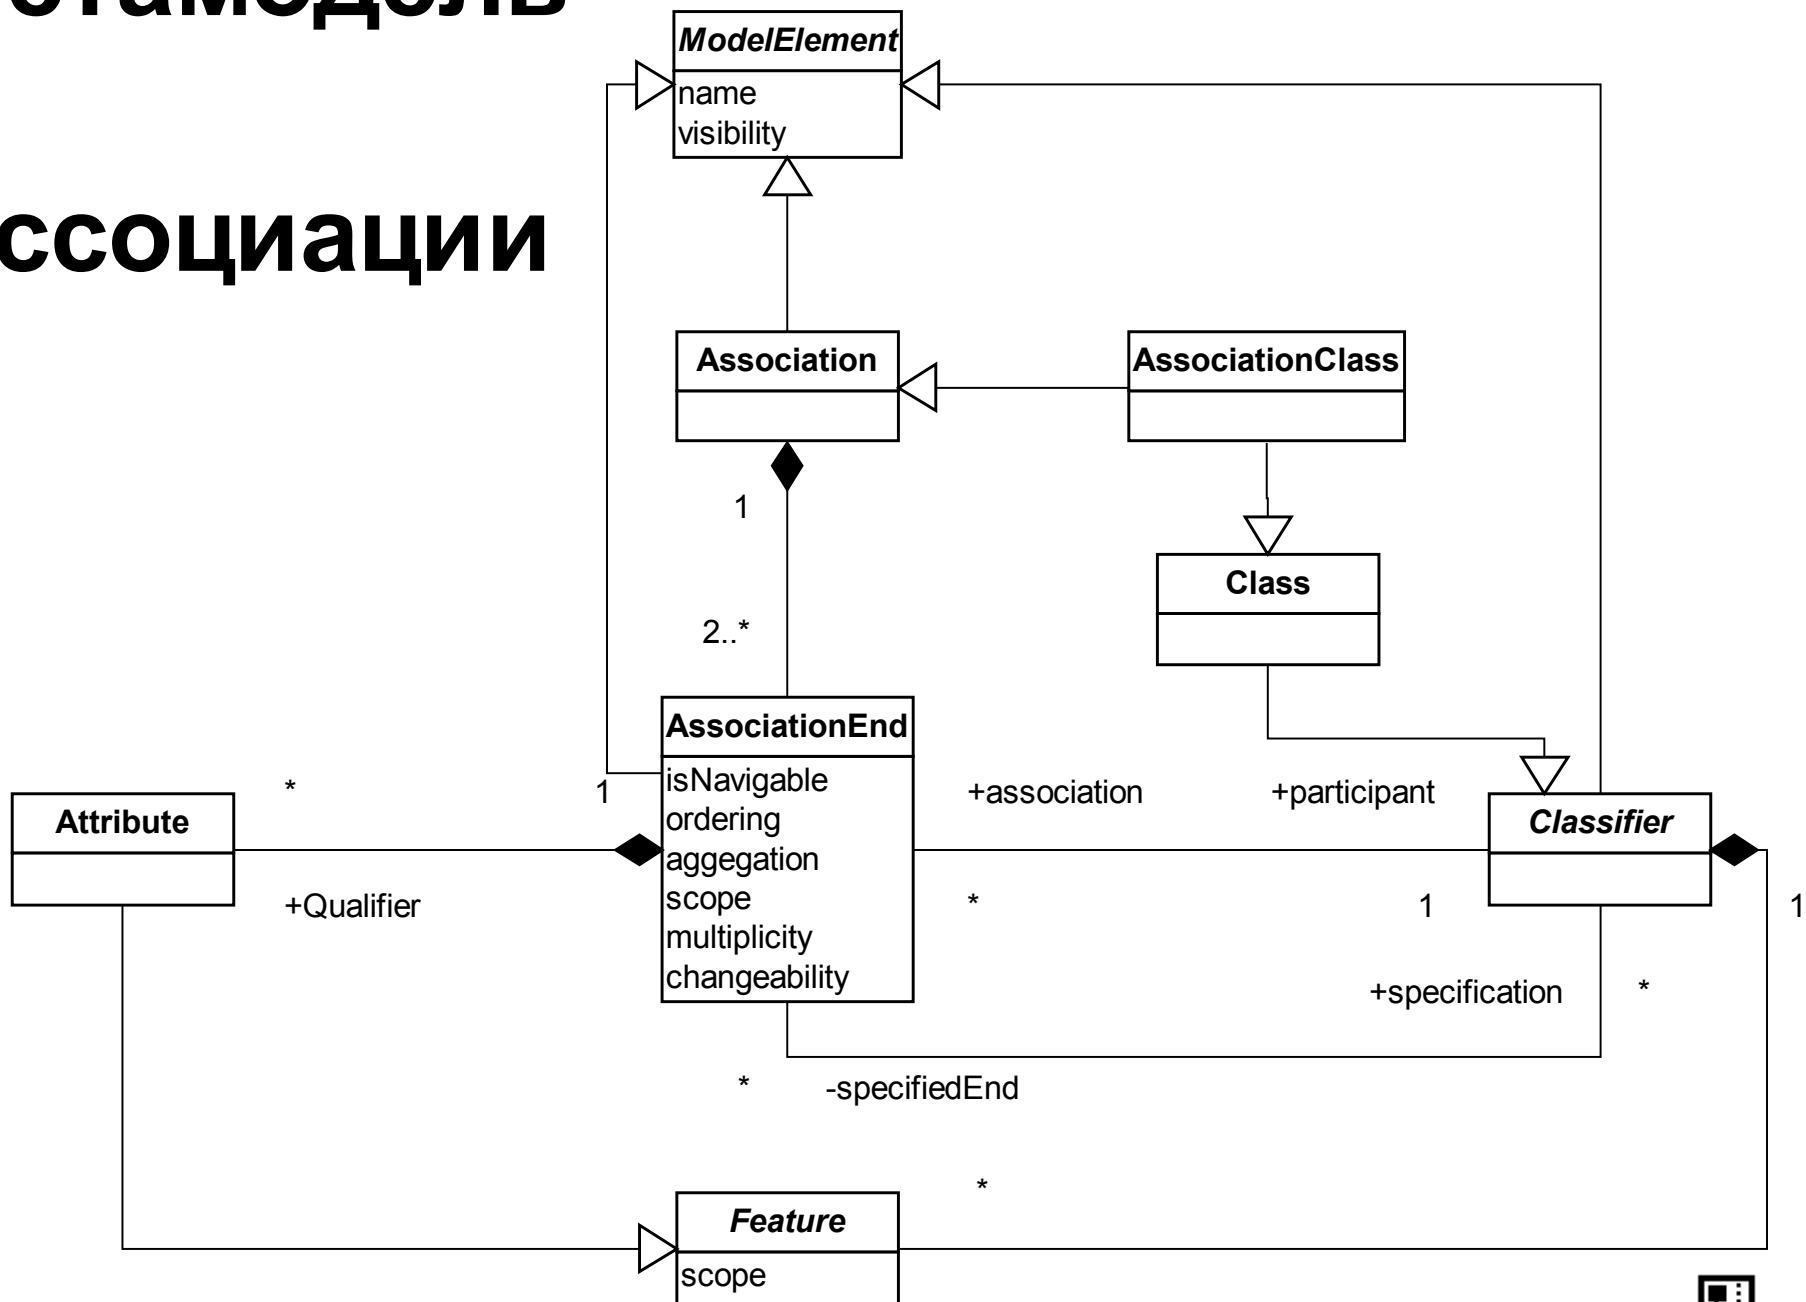 етамодель
ссоциации
ModelElement
name
visibility
Association
AssociationClass
1
Class
2..*
AssociationEnd
isNavigable
ordering
aggegation
scope
multiplicity
changeability
*
1
+association
+participant
Attribute
Classifier
+Qualifier
*
1
1
+specification
*
*
-specifiedEnd
*
Feature
scope